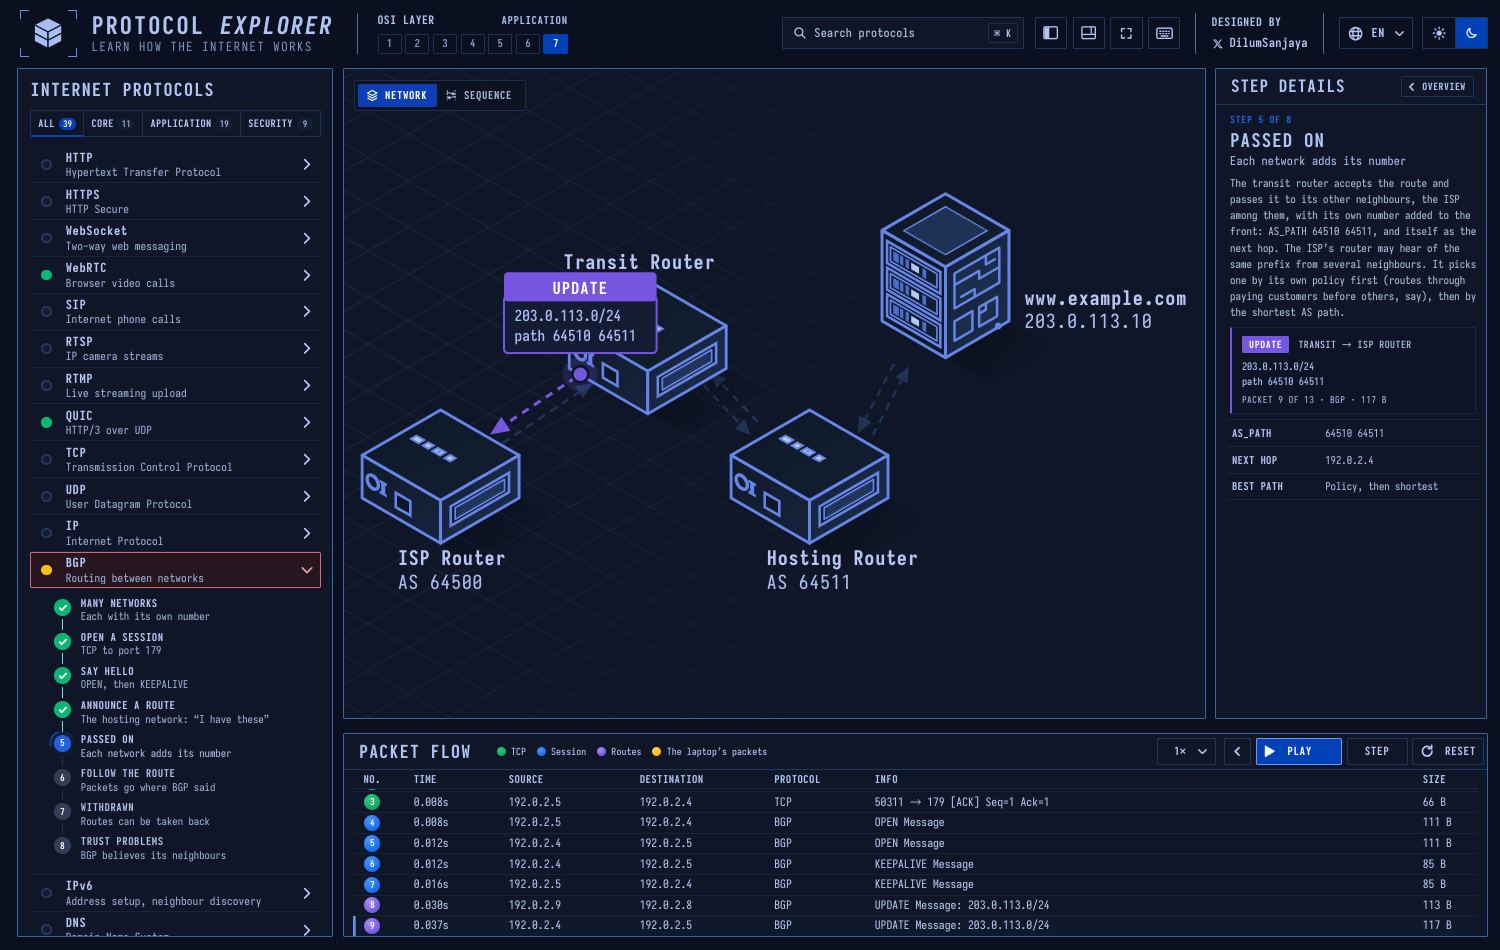 PROTOCOL EXPLORER
LEARN HOW THE INTERNET WORKS
OSI LAYER APPLICATION
1 2 3 4 5 6 7
Search protocols ⌘ K
DESIGNED BY
DilumSanjaya
EN
INTERNET PROTOCOLS
ALL 39 CORE 11 APPLICATION 19 SECURITY 9
HTTP
Hypertext Transfer Protocol
HTTPS
HTTP Secure
WebSocket
Two-way web messaging
WebRTC
Browser video calls
SIP
Internet phone calls
RTSP
IP camera streams
RTMP
Live streaming upload
QUIC
HTTP/3 over UDP
TCP
Transmission Control Protocol
UDP
User Datagram Protocol
IP
Internet Protocol
BGP
Routing between networks
MANY NETWORKS
Each with its own number
OPEN A SESSION
TCP to port 179
SAY HELLO
OPEN, then KEEPALIVE
ANNOUNCE A ROUTE
The hosting network: “I have these”
5 PASSED ON
Each network adds its number
6 FOLLOW THE ROUTE
Packets go where BGP said
7 WITHDRAWN
Routes can be taken back
8 TRUST PROBLEMS
BGP believes its neighbours
IPv6
Address setup, neighbour discovery
DNS
NETWORK SEQUENCE
Transit Router
UPDATE
203.0.113.0/24
path 64510 64511
www.example.com
203.0.113.10
ISP Router
AS 64500
Hosting Router
AS 64511
STEP DETAILS OVERVIEW
STEP 5 OF 8
PASSED ON
Each network adds its number
The transit router accepts the route and
passes it to its other neighbours, the ISP
among them, with its own number added to the
front: AS_PATH 64510 64511, and itself as the
next hop. The ISP’s router may hear of the
same prefix from several neighbours. It picks
one by its own policy first (routes through
paying customers before others, say), then by
the shortest AS path.
UPDATE TRANSIT → ISP ROUTER
203.0.113.0/24
path 64510 64511
PACKET 9 OF 13 · BGP · 117 B
AS_PATH 64510 64511
NEXT HOP 192.0.2.4
BEST PATH Policy, then shortest
PACKET FLOW TCP Session Routes The laptop’s packets
1× PLAY STEP RESET
NO. TIME SOURCE DESTINATION PROTOCOL INFO SIZE
3 0.008s 192.0.2.5 192.0.2.4 TCP 50311 → 179 [ACK] Seq=1 Ack=1 66 B
4 0.008s 192.0.2.5 192.0.2.4 BGP OPEN Message 111 B
5 0.012s 192.0.2.4 192.0.2.5 BGP OPEN Message 111 B
6 0.012s 192.0.2.4 192.0.2.5 BGP KEEPALIVE Message 85 B
7 0.016s 192.0.2.5 192.0.2.4 BGP KEEPALIVE Message 85 B
8 0.030s 192.0.2.9 192.0.2.8 BGP UPDATE Message: 203.0.113.0/24 113 B
9 0.037s 192.0.2.4 192.0.2.5 BGP UPDATE Message: 203.0.113.0/24 117 B